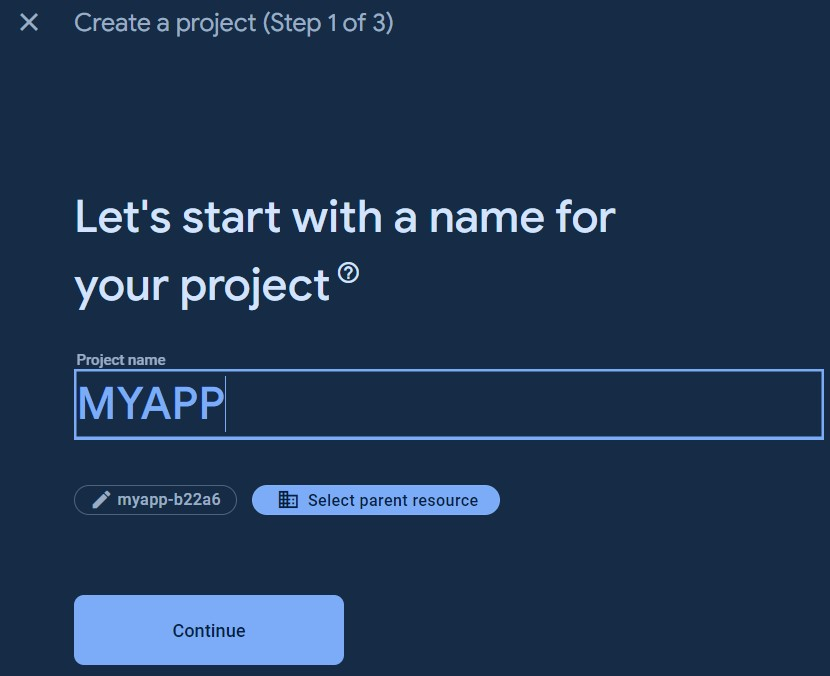 Create a project (Step 1 of 3)
Let's start with a name for
your project
Project name
MYAPP
myapp-b22a6
Select parent resource
Continue